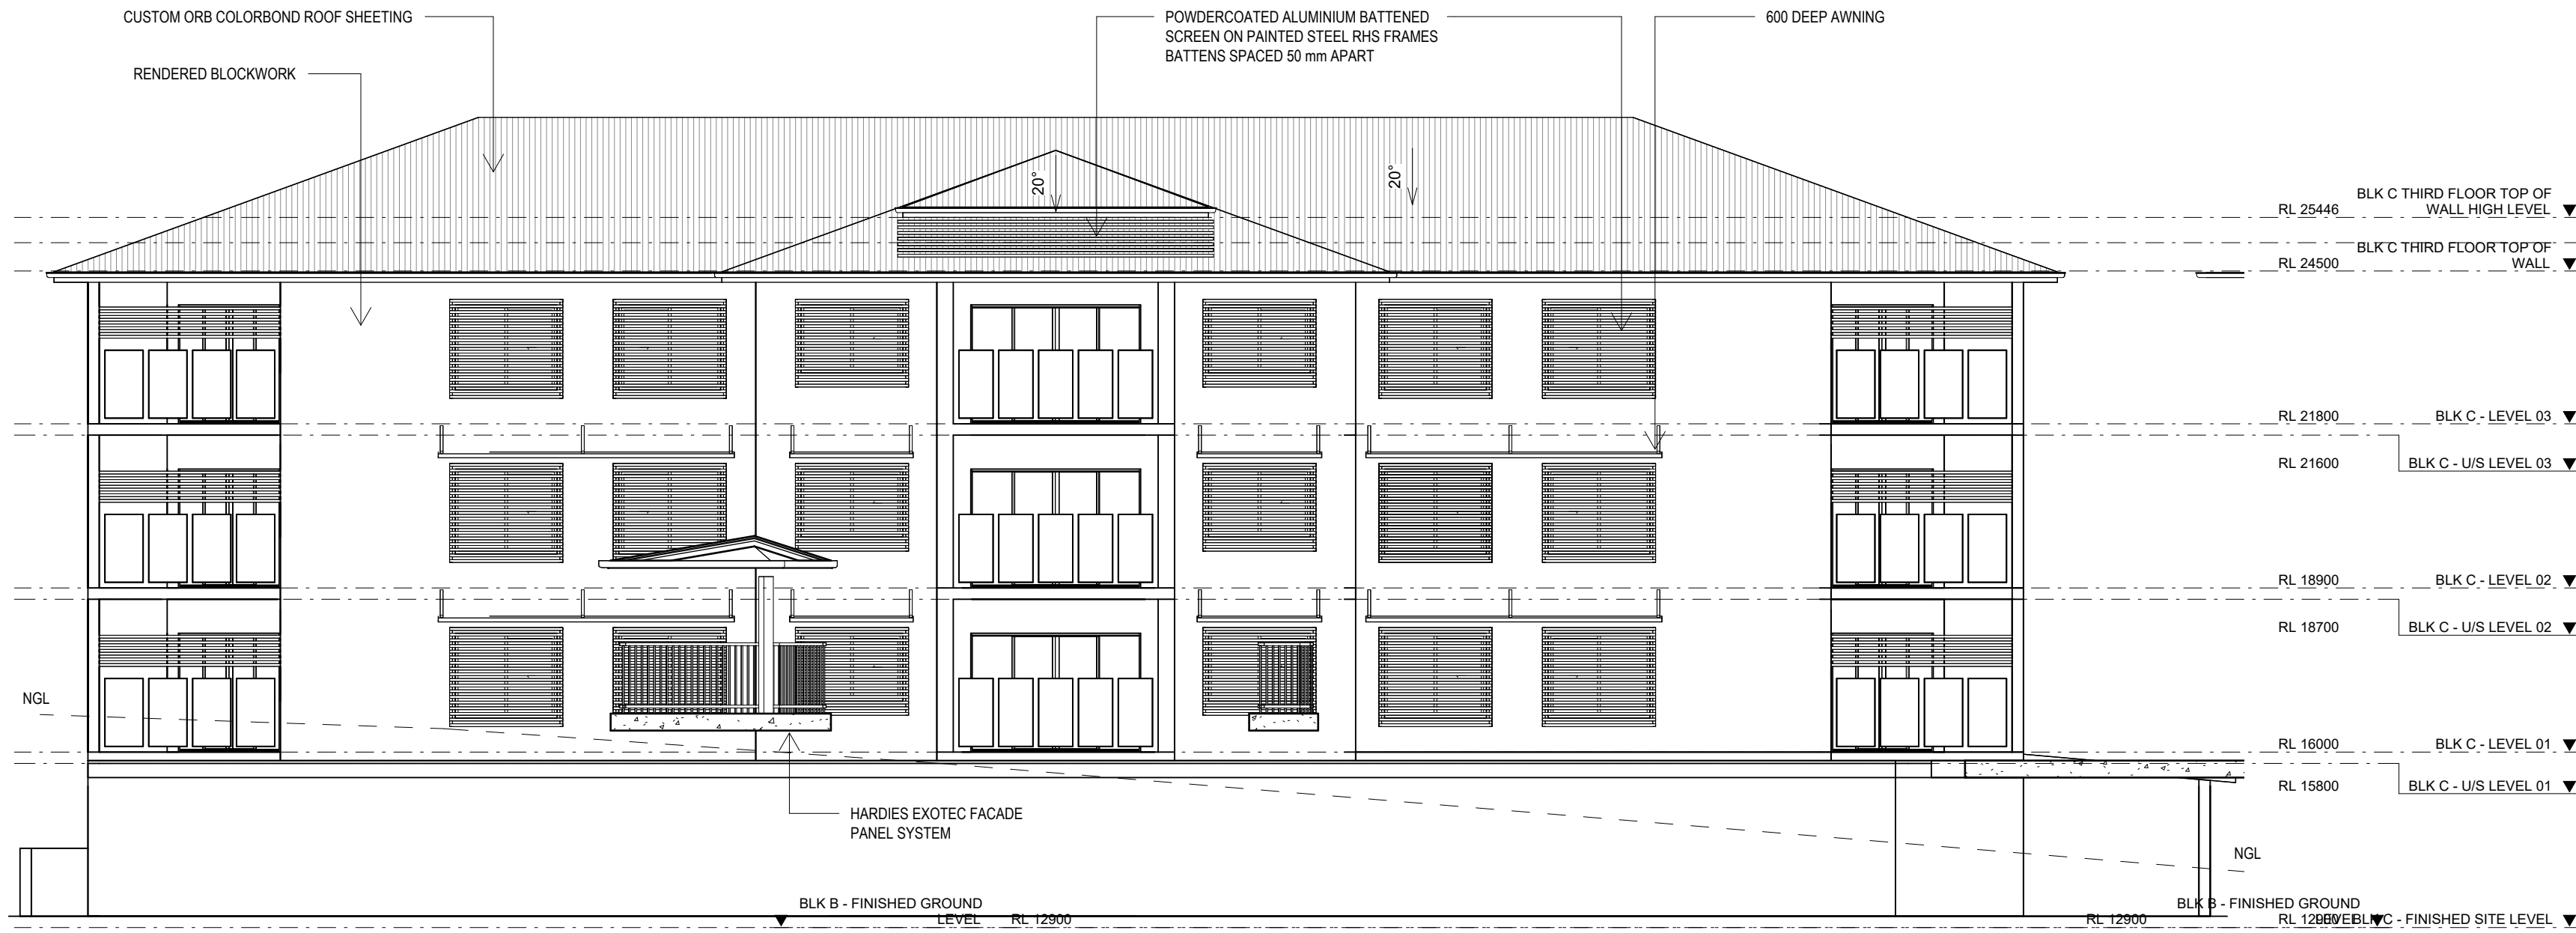 CUSTOM ORB COLORBOND ROOF SHEETING
POWDERCOATED ALUMINIUM BATTENED
SCREEN ON PAINTED STEEL RHS FRAMES
BATTENS SPACED 50 mm APART
600 DEEP AWNING
RENDERED BLOCKWORK
20°
20°
BLK C THIRD FLOOR TOP OF
RL 25446 WALL HIGH LEVEL
BLK C THIRD FLOOR TOP OF
RL 24500 WALL
RL 21800 BLK C - LEVEL 03
RL 21600 BLK C - U/S LEVEL 03
RL 18900 BLK C - LEVEL 02
RL 18700 BLK C - U/S LEVEL 02
NGL
RL 16000 BLK C - LEVEL 01
RL 15800 BLK C - U/S LEVEL 01
HARDIES EXOTEC FACADE
PANEL SYSTEM
NGL
BLK B - FINISHED GROUND
LEVEL RL 12900
BLK B - FINISHED GROUND
RL 12900 LEVEL
RL 12900 BLK C - FINISHED SITE LEVEL